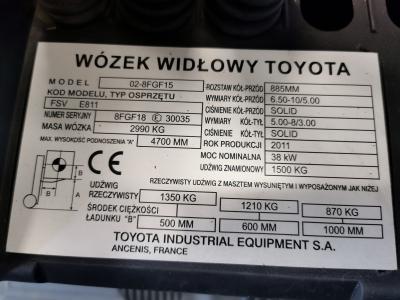 WÓZEK WIDŁOWY TOYOTA
MODEL 02-8FGF15
KOD MODELU, TYP OSPRZĘTU
FSV E811
NUMER SERYJNY 8FGF18 Ⓔ 30035
MASA WÓZKA 2990 KG
MAX. WYSOKOŚĆ PODNOSZENIA "A" 4700 MM
ROZSTAW KÓŁ-PRZÓD 885MM
WYMIARY KÓŁ-PRZÓD 6.50-10/5.00
CIŚNIENIE KÓŁ-PRZÓD SOLID
WYMIARY KÓŁ-TYŁ 5.00-8/3.00
CIŚNIENIE KÓŁ-TYŁ SOLID
ROK PRODUKCJI 2011
MOC NOMINALNA 38 kW
UDŹWIG ZNAMIONOWY 1500 KG
CE
RZECZYWISTY UDŹWIG Z MASZTEM WYSUNIĘTYM I WYPOSAŻONYM JAK NIŻEJ
B A B
UDŹWIG
RZECZYWISTY 1350 KG 1210 KG 870 KG
ŚRODEK CIĘŻKOŚCI
ŁADUNKU "B" 500 MM 600 MM 1000 MM
TOYOTA INDUSTRIAL EQUIPMENT S.A.
ANCENIS, FRANCE